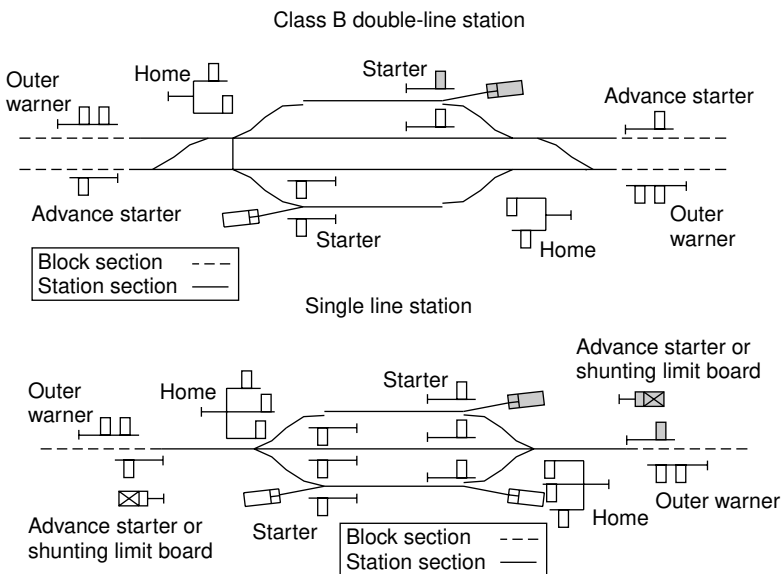 Class B double-line station
Outer
warner
Home
Starter
Advance starter
Advance starter
Starter
Home
Outer
warner
Block section
Station section
Single line station
Outer
warner
Home
Starter
Advance starter or
shunting limit board
Advance starter or
shunting limit board
Starter
Home
Outer warner
Block section
Station section